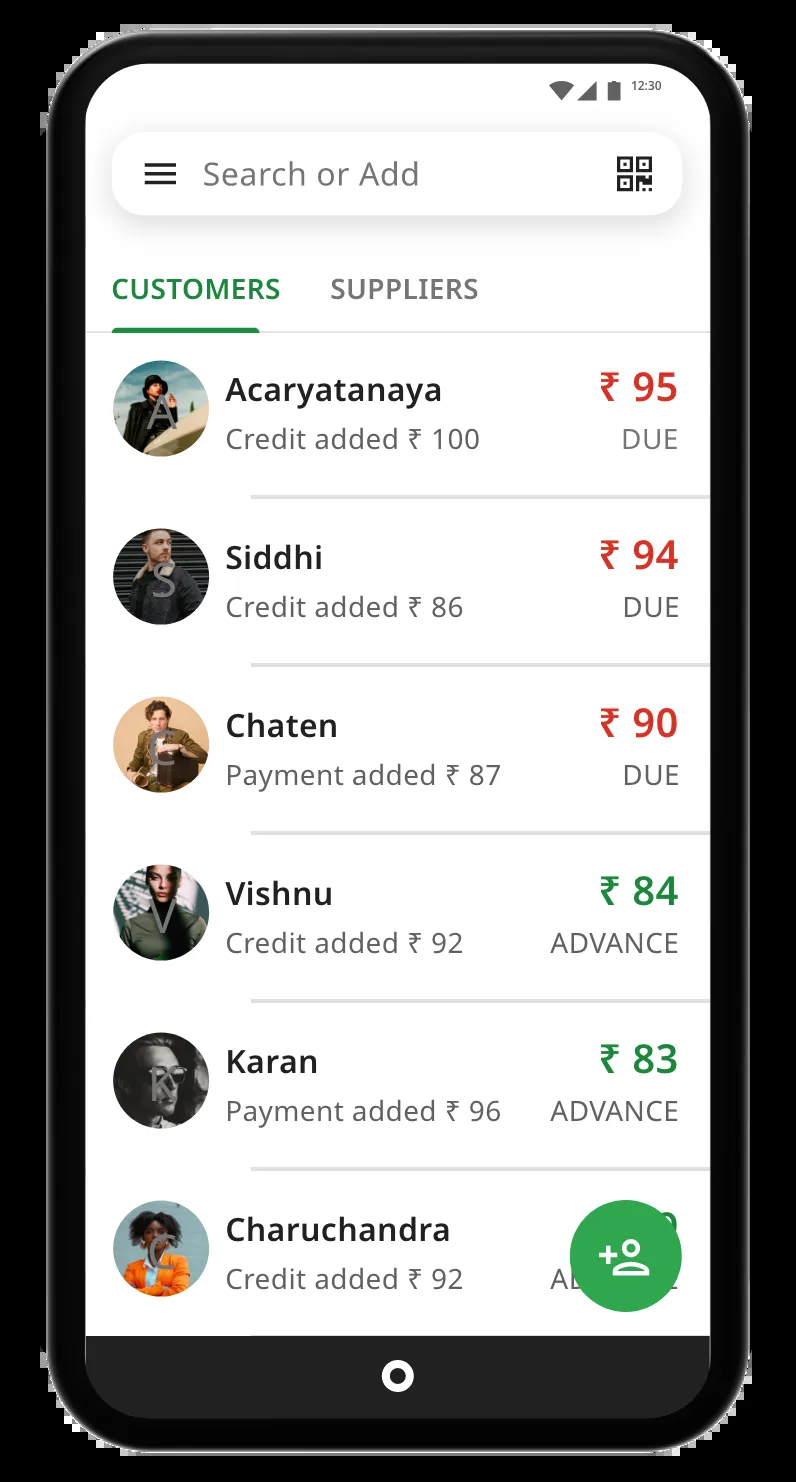 12:30
Search or Add
CUSTOMERS SUPPLIERS
A
Acaryatanaya ₹ 95
Credit added ₹ 100 DUE
S
Siddhi ₹ 94
Credit added ₹ 86 DUE
C
Chaten ₹ 90
Payment added ₹ 87 DUE
V
Vishnu ₹ 84
Credit added ₹ 92 ADVANCE
K
Karan ₹ 83
Payment added ₹ 96 ADVANCE
C
Charuchandra
Credit added ₹ 92